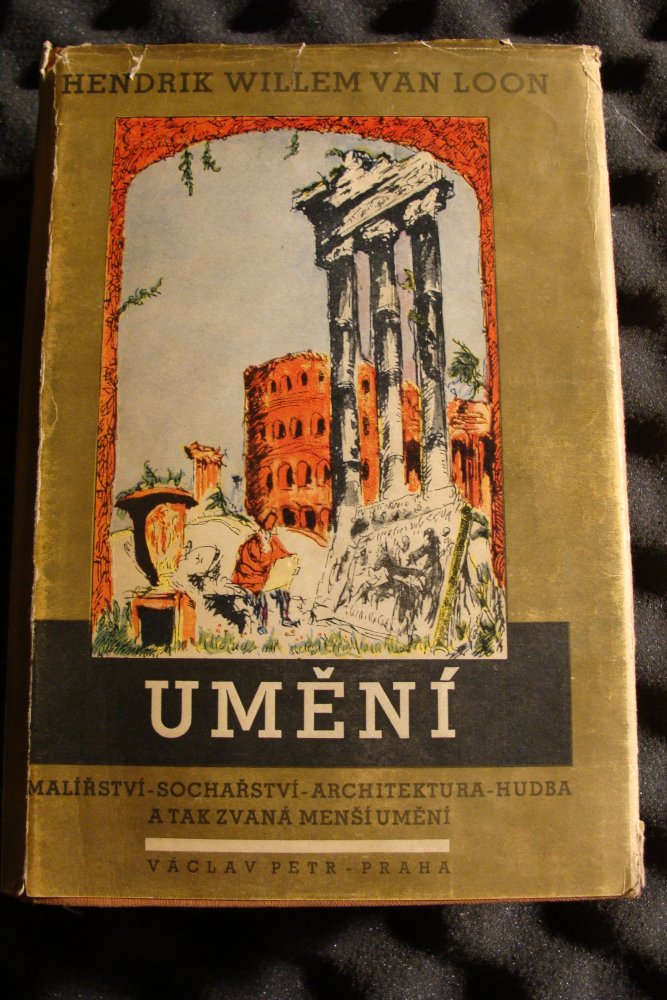 HENDRIK WILLEM VAN LOON
UMĚNÍ
MALÍŘSTVÍ-SOCHAŘSTVÍ-ARCHITEKTURA-HUDBA
A TAK ZVANÁ MENŠÍ UMĚNÍ
VÁCLAV PETR-PRAHA